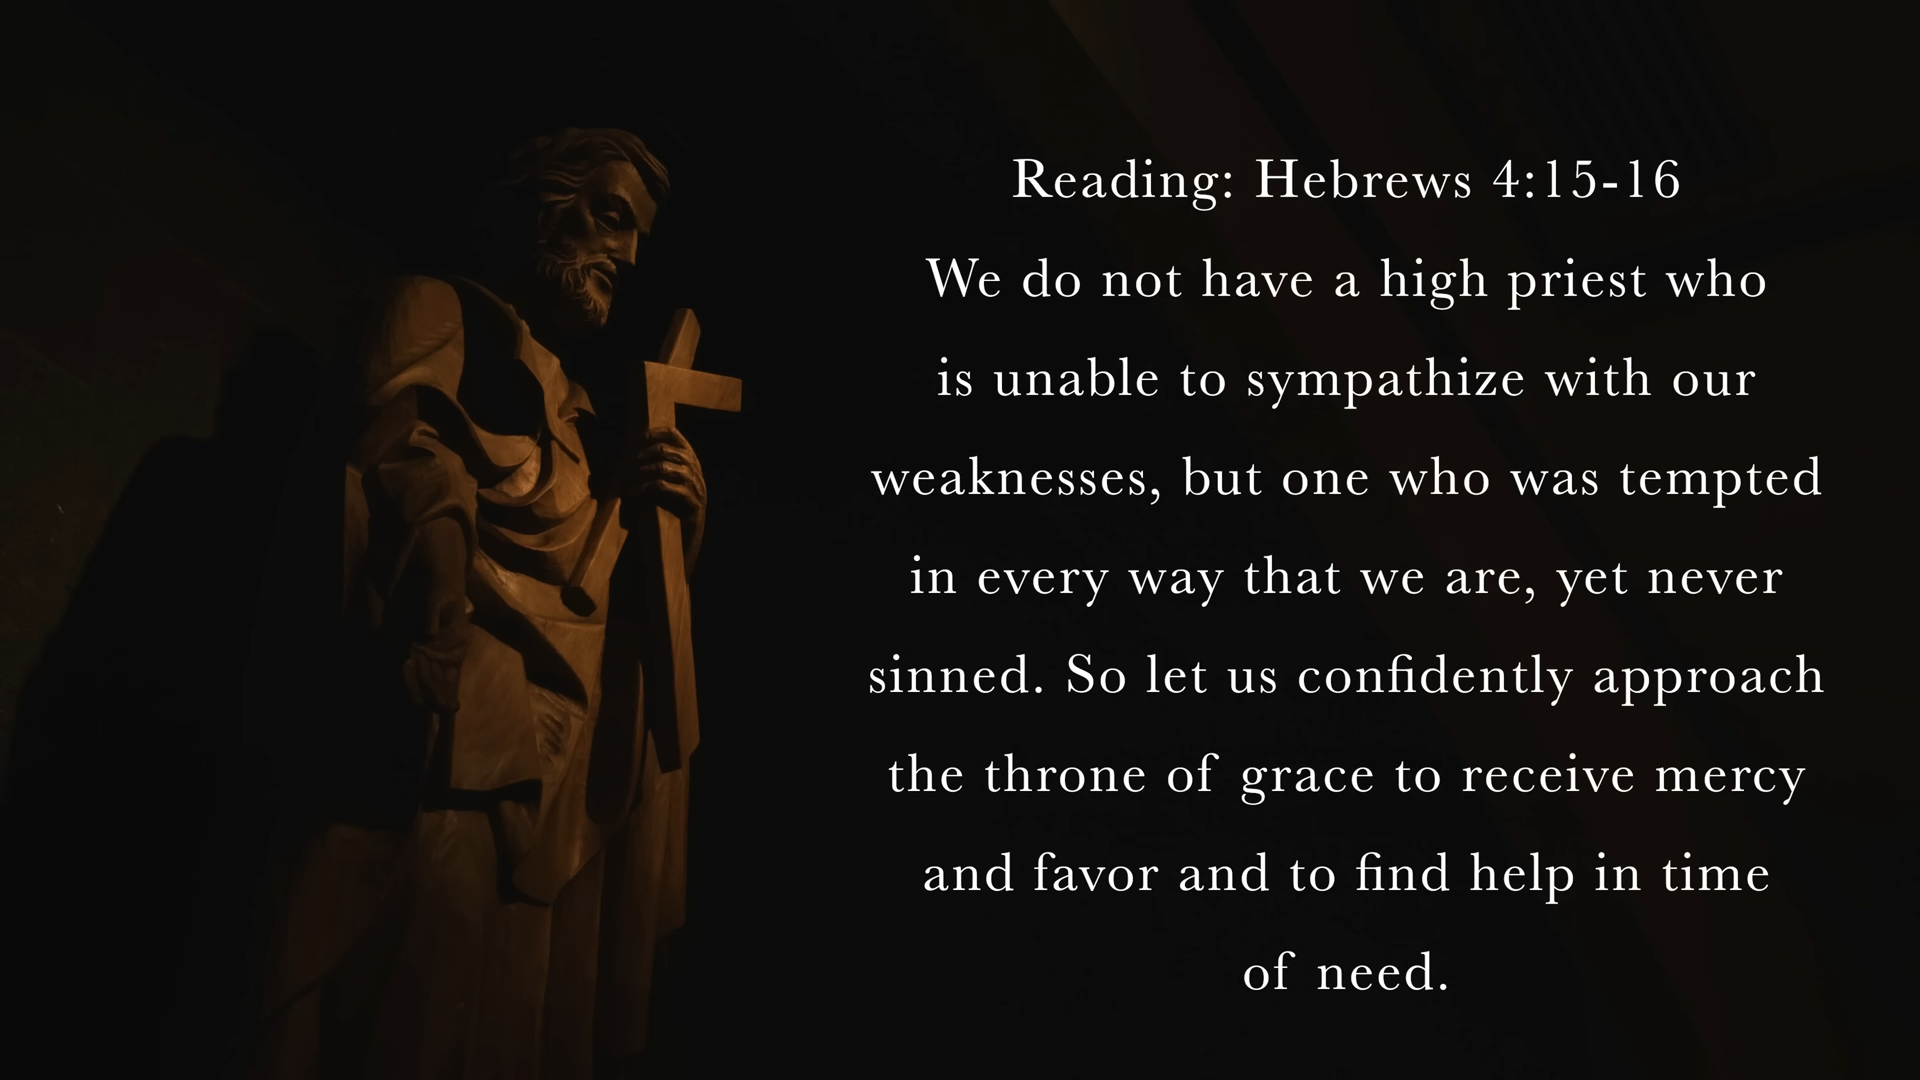 Reading: Hebrews 4:15-16
We do not have a high priest who
is unable to sympathize with our
weaknesses, but one who was tempted
in every way that we are, yet never
sinned. So let us confidently approach
the throne of grace to receive mercy
and favor and to find help in time
of need.